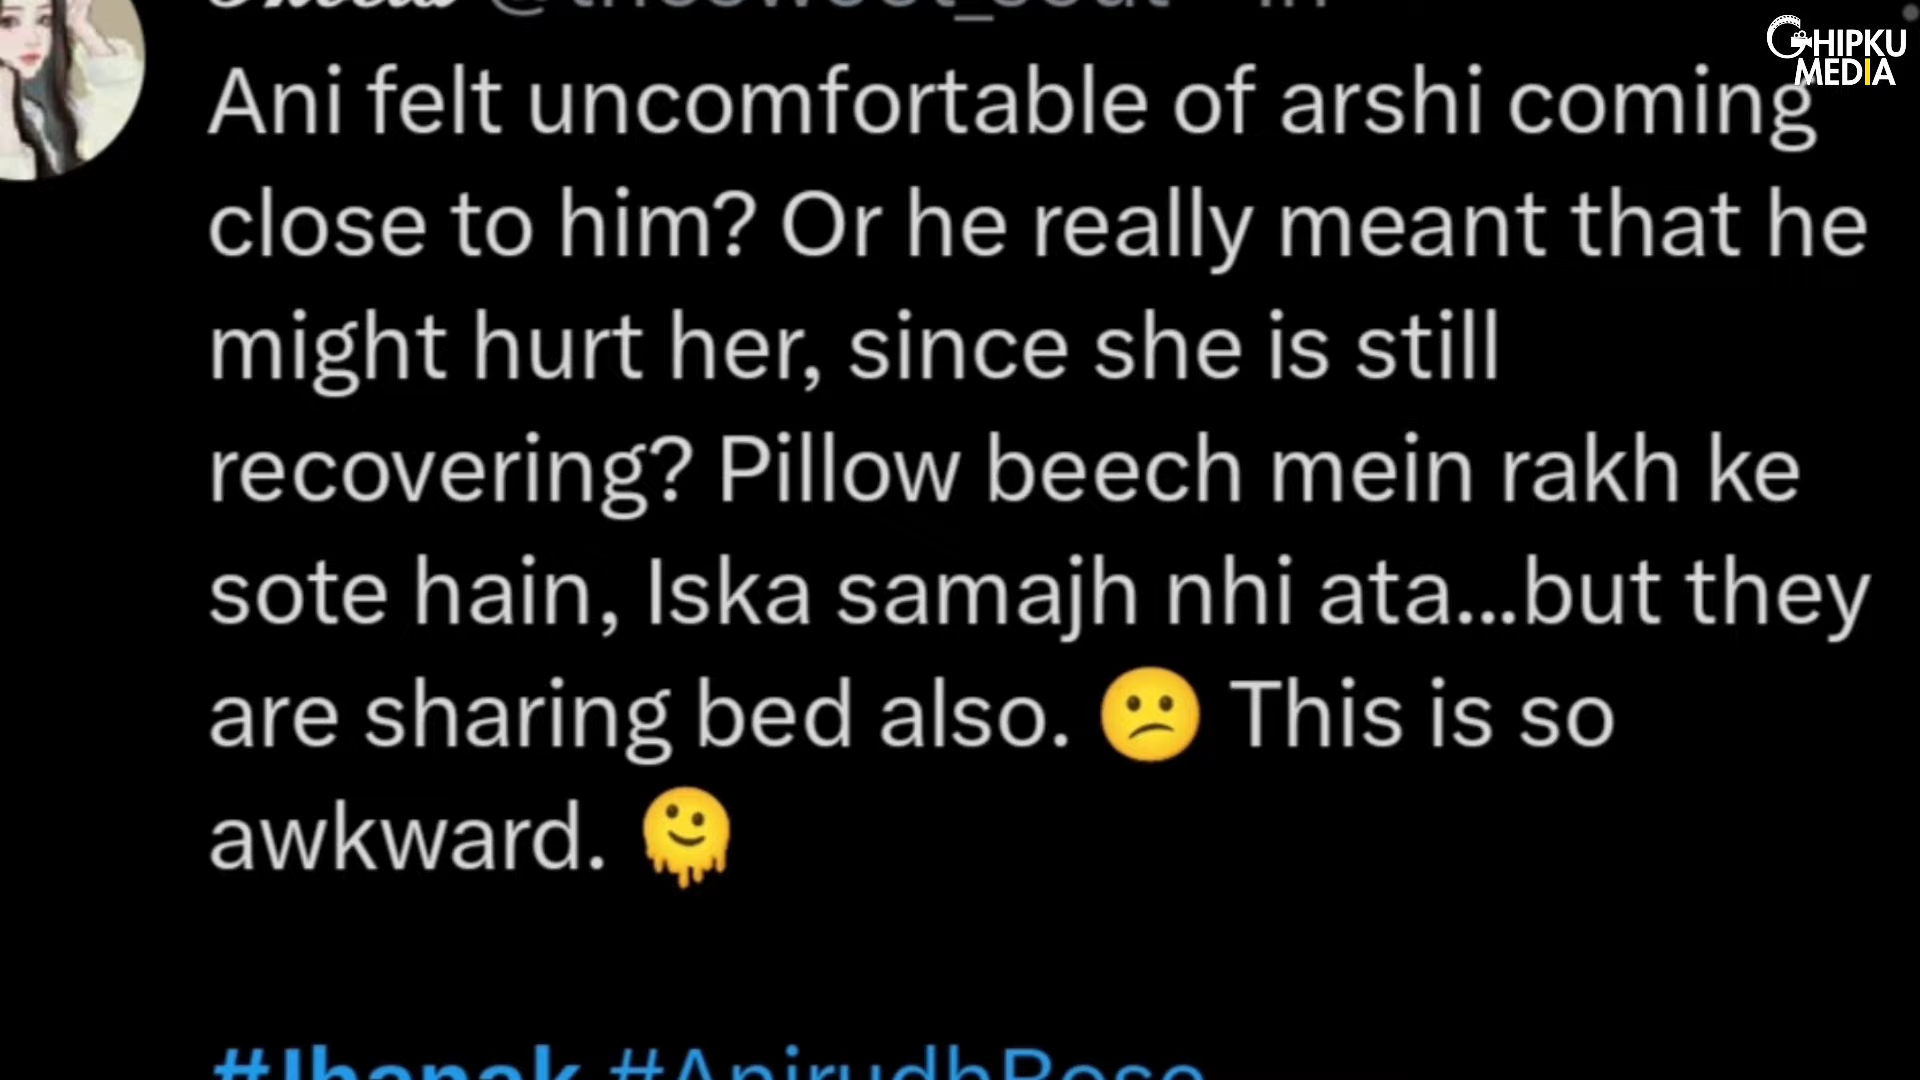 GHIPKU
MEDIA
Ani felt uncomfortable of arshi coming
close to him? Or he really meant that he
might hurt her, since she is still
recovering? Pillow beech mein rakh ke
sote hain, Iska samajh nhi ata...but they
are sharing bed also. 😕 This is so
awkward. 🫠
#Jhanak #AnirudhBose